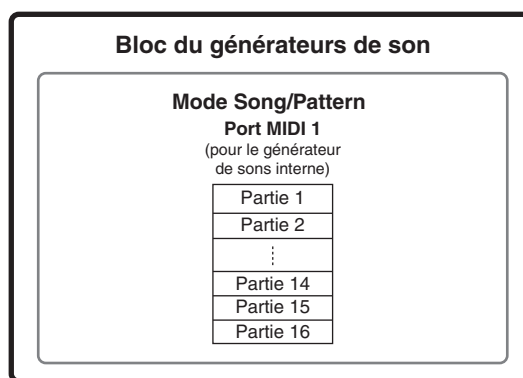 Bloc du générateurs de son
Mode Song/Pattern
Port MIDI 1
(pour le générateur
de sons interne)
Partie 1
Partie 2
Partie 14
Partie 15
Partie 16